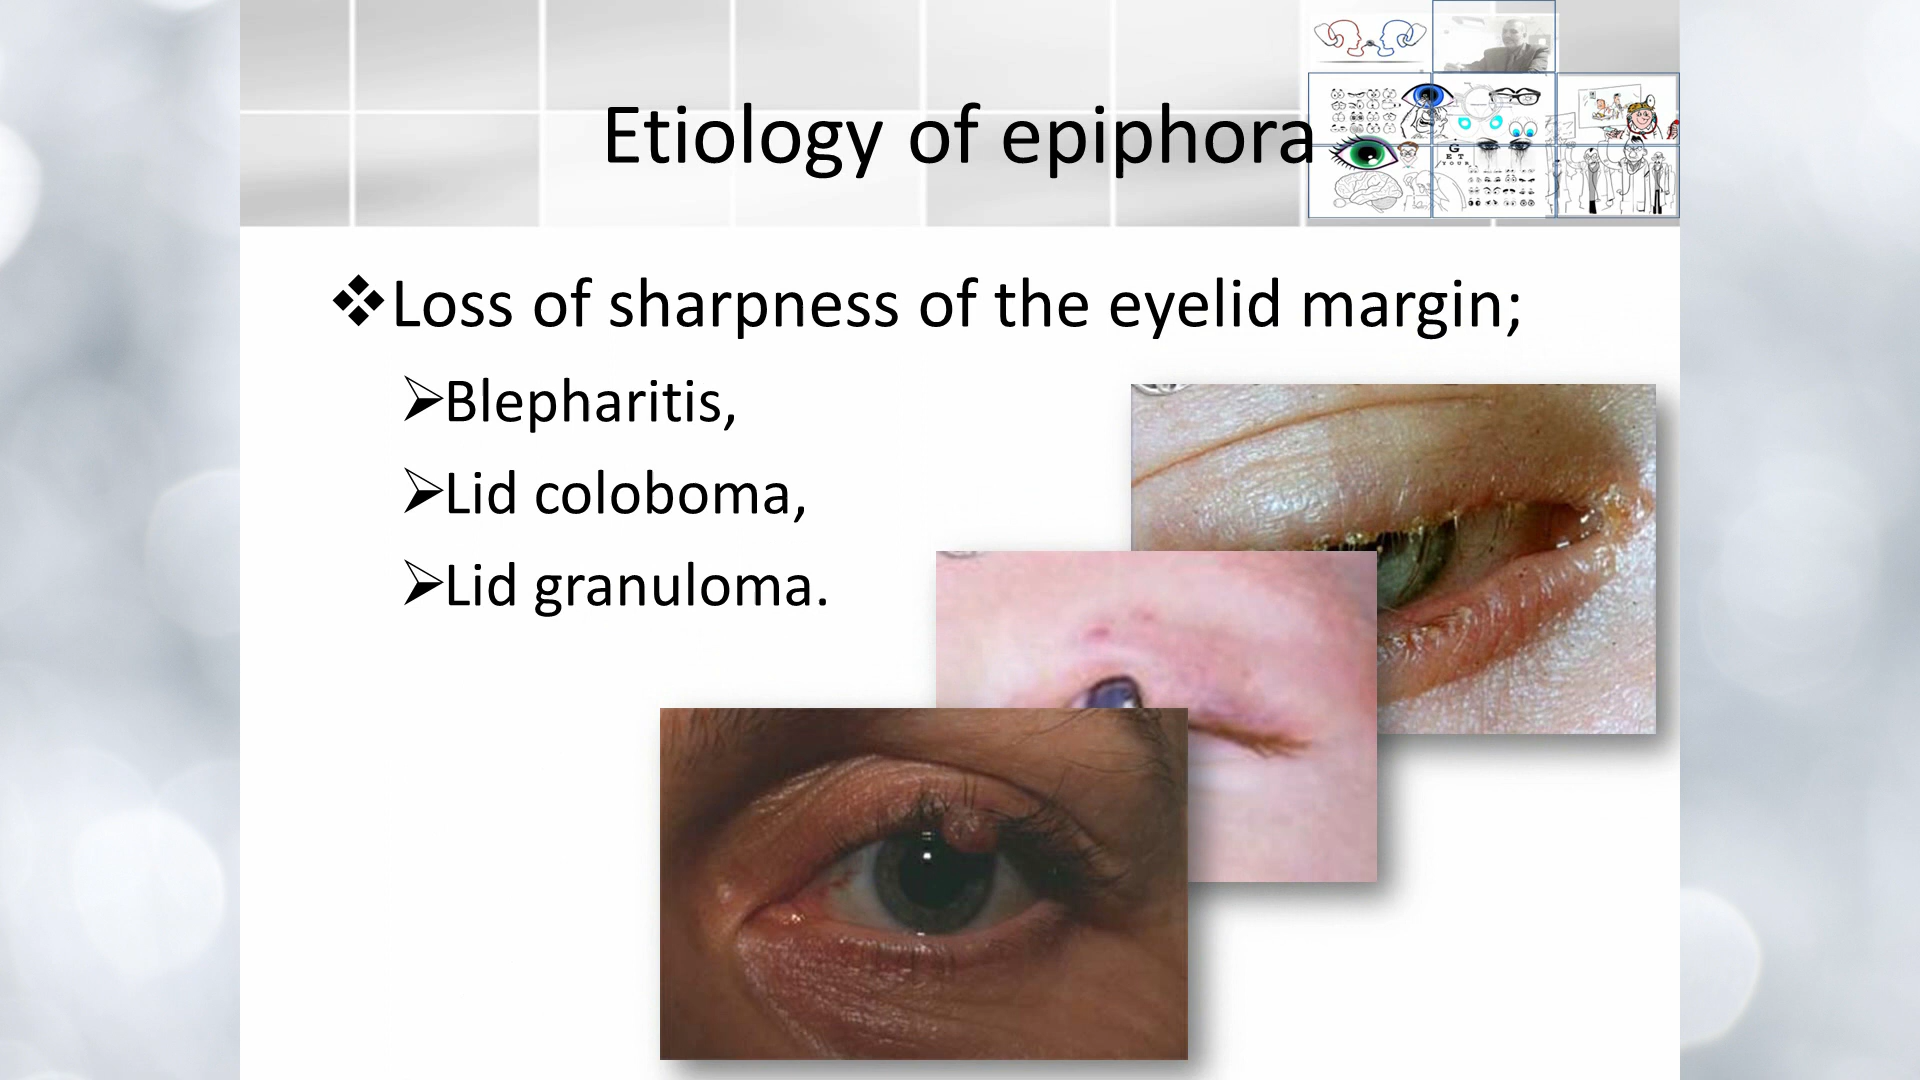 Etiology of epiphora
Loss of sharpness of the eyelid margin;
Blepharitis,
Lid coloboma,
Lid granuloma.
G
E T
Y O U R